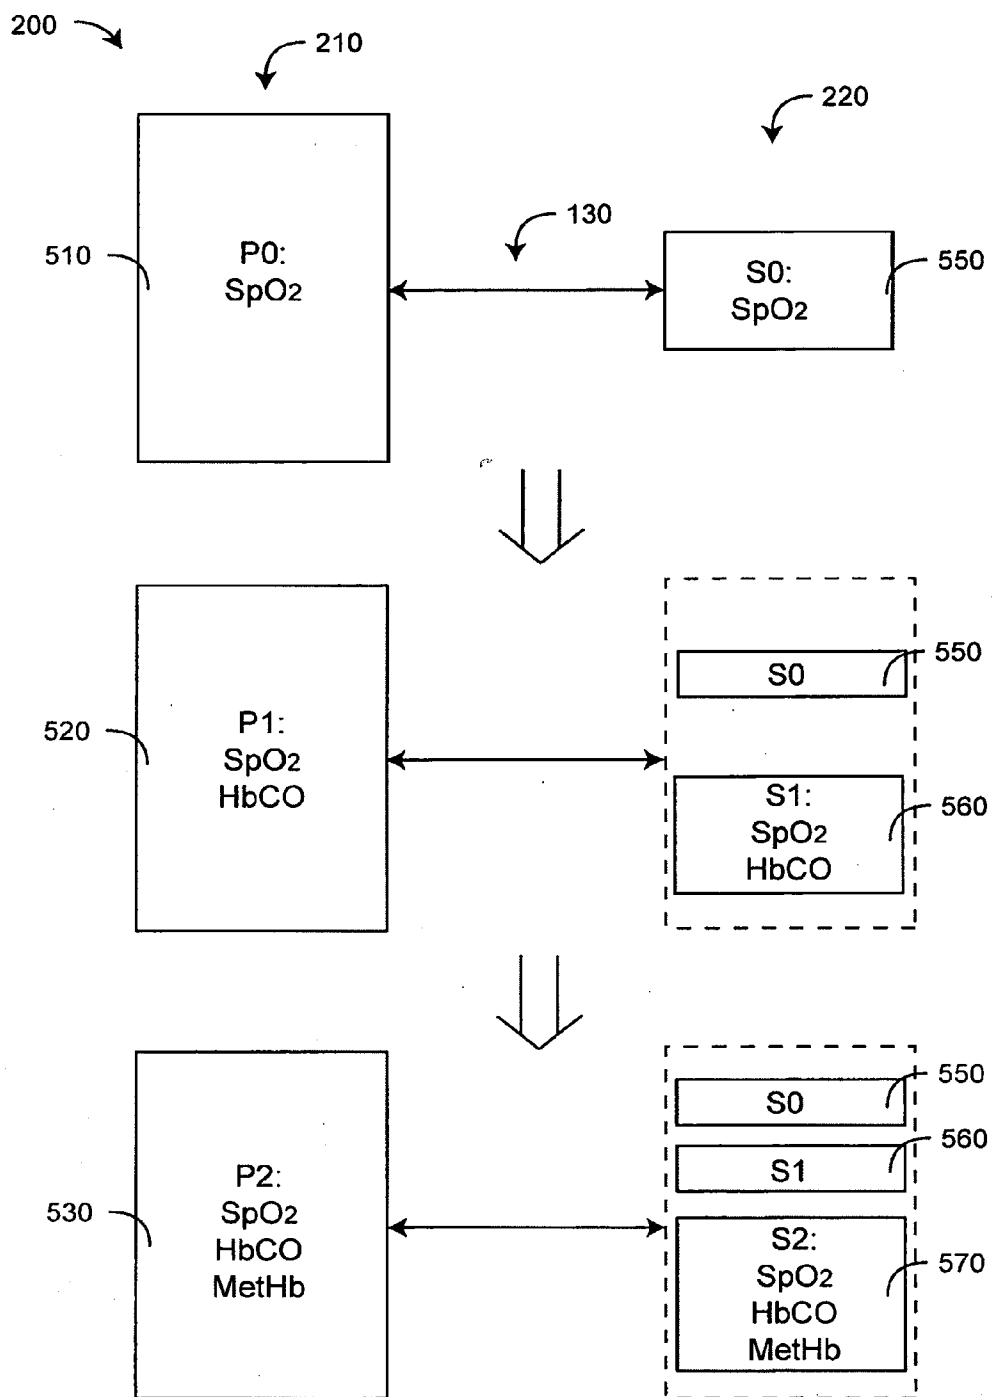 200
210
220
130
510
P0:
SpO2
S0:
SpO2
550
520
P1:
SpO2
HbCO
S0
550
S1:
SpO2
HbCO
560
530
P2:
SpO2
HbCO
MetHb
S0
550
S1
560
S2:
SpO2
HbCO
MetHb
570